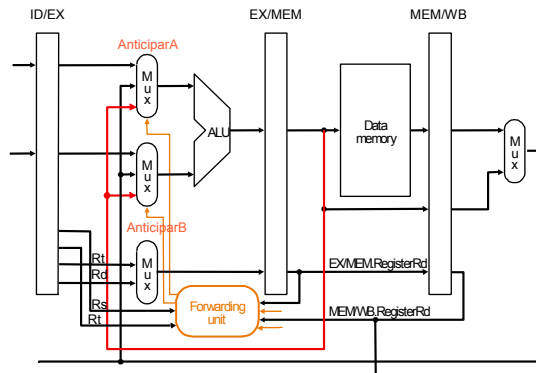 ID/EX
EX/MEM
MEM/WB
AnticiparA
M
u
x
ALU
Data
memory
M
u
x
M
u
x
AnticiparB
M
u
x
Rt
Rd
EX/MEM.RegisterRd
Rs
Forwarding
unit
MEM/WB.RegisterRd
Rt